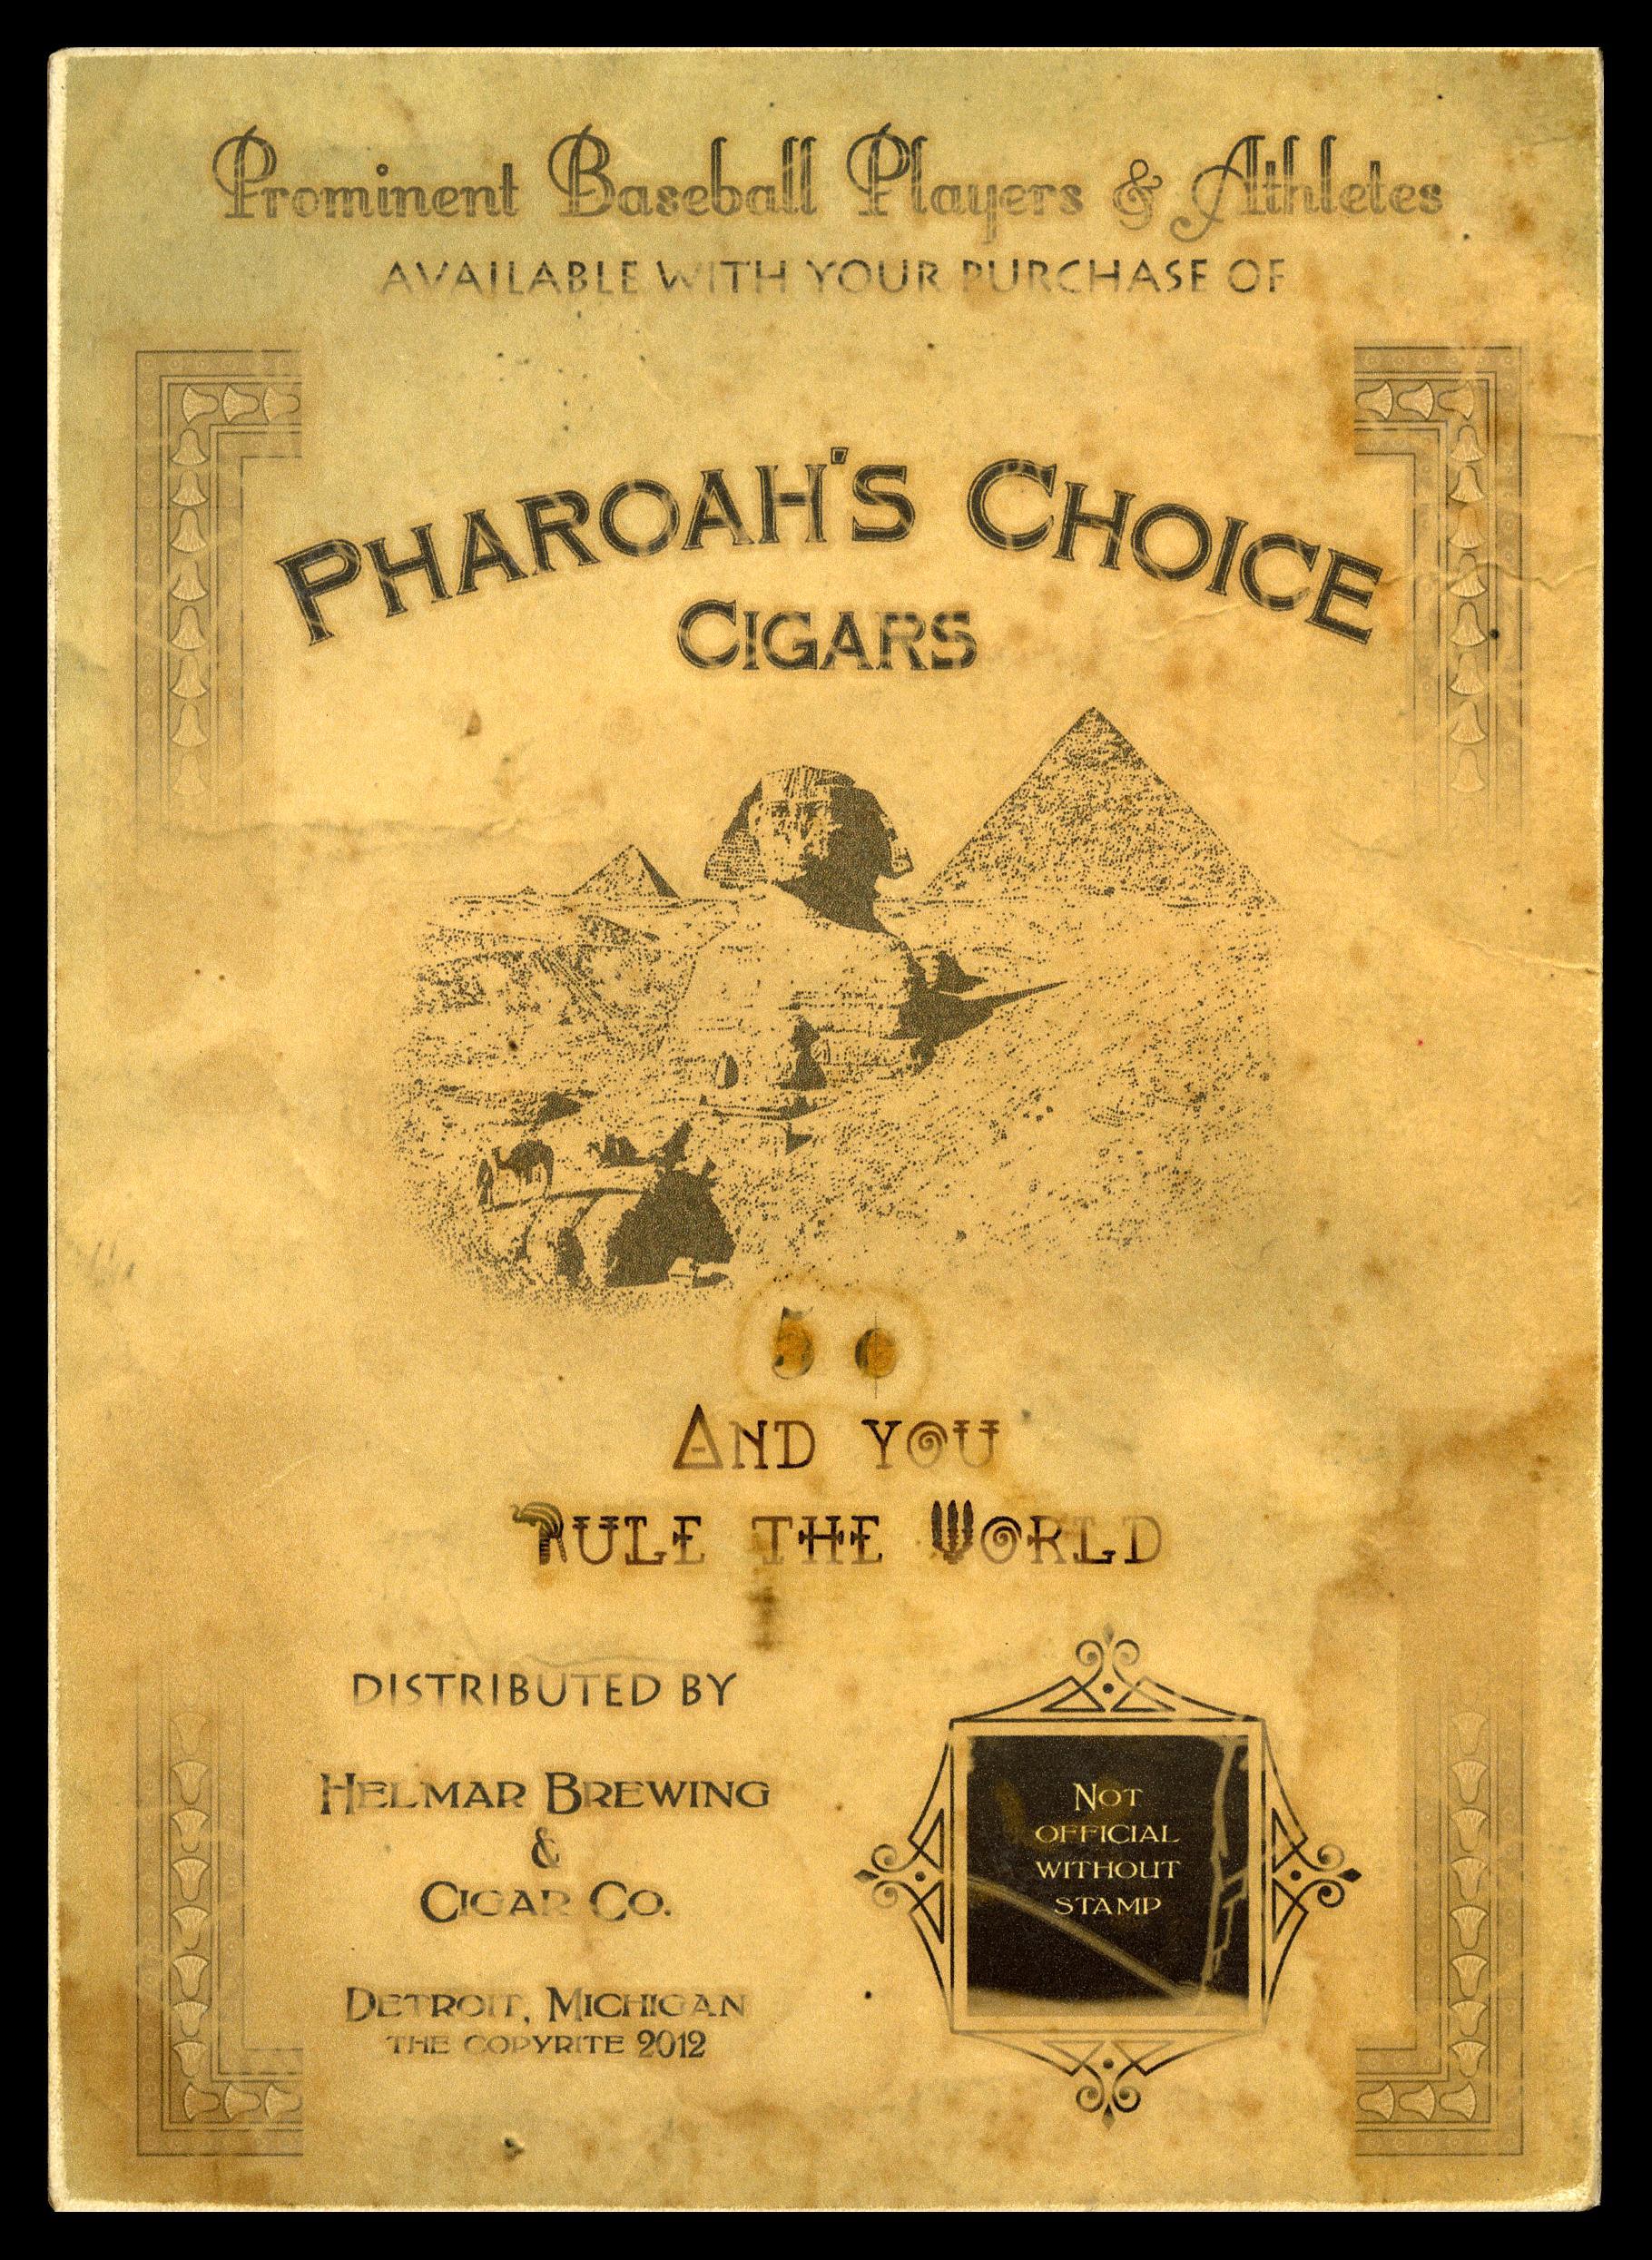 Prominent Baseball Players & Athletes
AVAILABLE WITH YOUR PURCHASE OF
PHAROAH'S CHOICE
CIGARS
5 ¢
AND YOU
RULE THE WORLD
DISTRIBUTED BY
HELMAR BREWING
&
CIGAR CO.
DETROIT, MICHIGAN
THE COPYRITE 2012
NOT
OFFICIAL
WITHOUT
STAMP